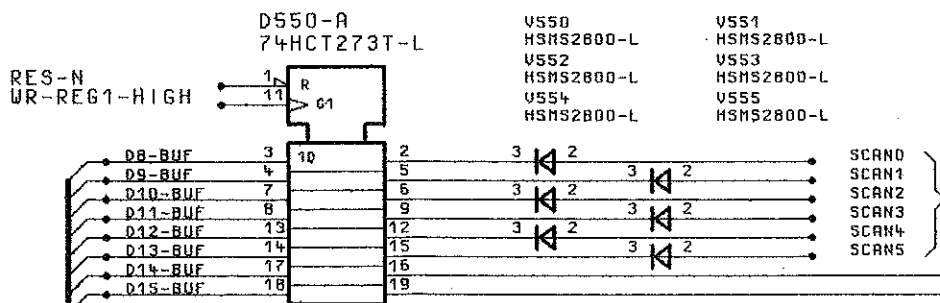 D550-A
74HCT273T-L
V550 V551
HSMS2800-L HSMS2800-L
V552 V553
HSMS2800-L HSMS2800-L
V554 V555
HSMS2800-L HSMS2800-L
RES-N 1 R
WR-REG1-HIGH 11 G1
D8-BUF 3 1D 2 3 2 SCAN0
D9-BUF 4 5 3 2 SCAN1
D10-BUF 7 6 3 2 SCAN2
D11-BUF 8 9 3 2 SCAN3
D12-BUF 13 12 3 2 SCAN4
D13-BUF 14 15 3 2 SCAN5
D14-BUF 17 16
D15-BUF 18 19